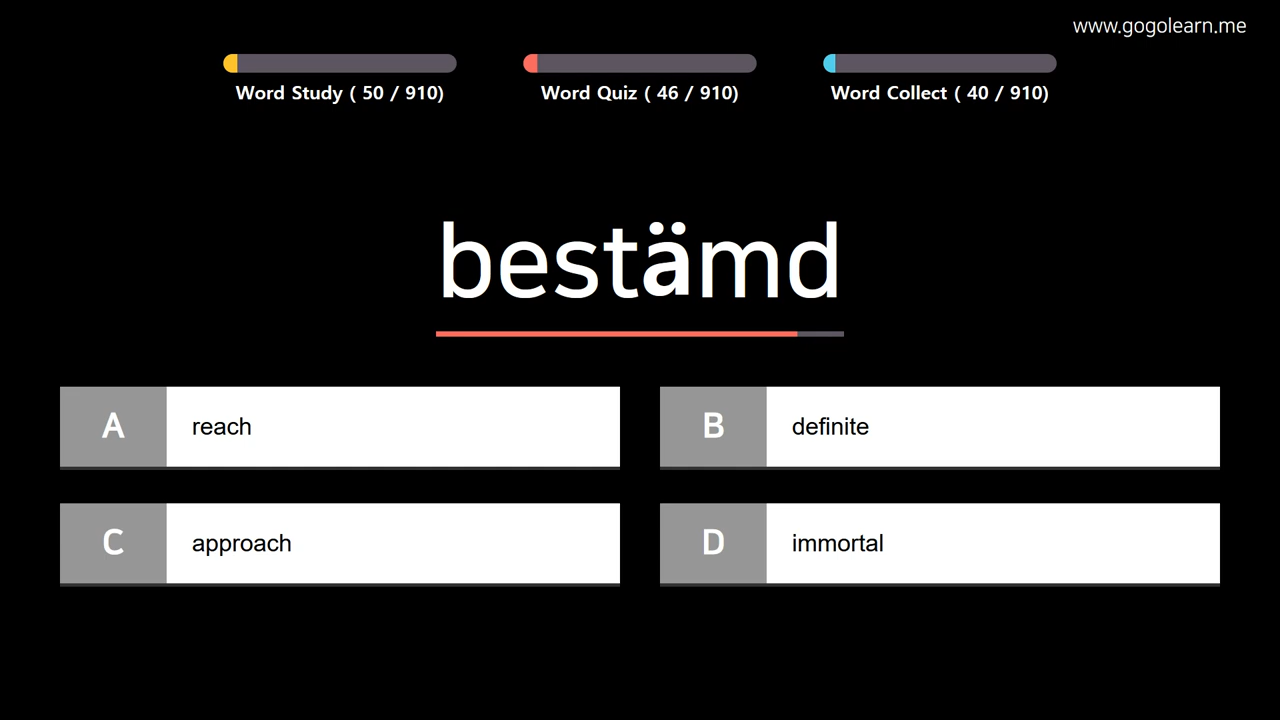 www.gogolearn.me
Word Study ( 50 / 910)
Word Quiz ( 46 / 910)
Word Collect ( 40 / 910)
bestämd
A reach
B definite
C approach
D immortal